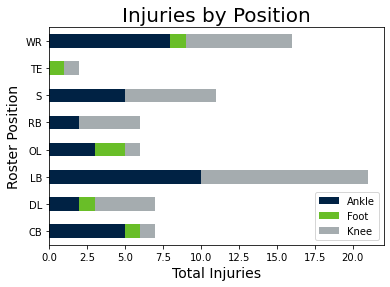 Injuries by Position
Roster Position
WR
TE
S
RB
OL
LB
DL
CB
Ankle
Foot
Knee
0.0 2.5 5.0 7.5 10.0 12.5 15.0 17.5 20.0
Total Injuries